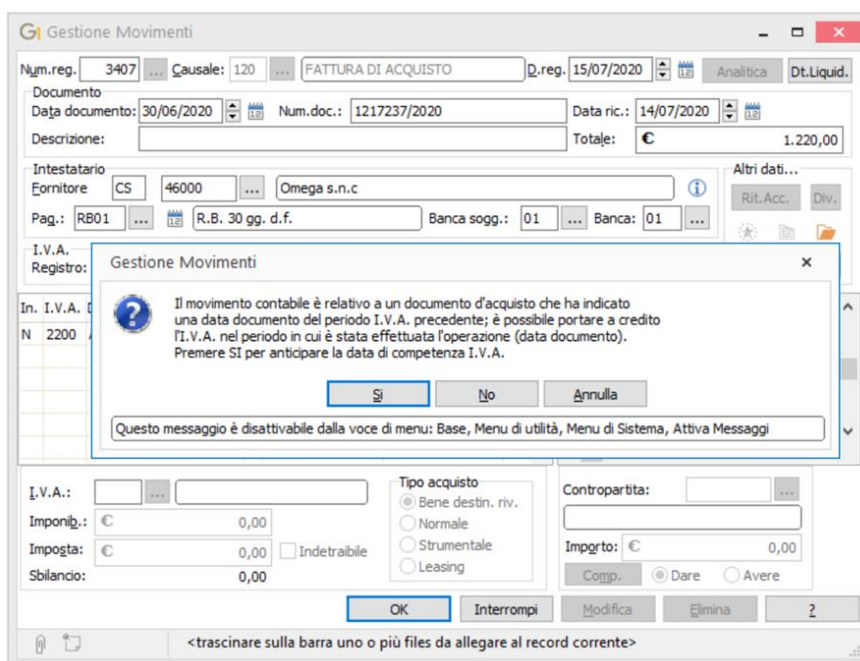 GI Gestione Movimenti
Num.reg. 3407 ... Causale: 120 ... FATTURA DI ACQUISTO D.reg. 15/07/2020 12 Analitica Dt.Liquid.
Documento
Data documento: 30/06/2020 12 Num.doc.: 1217237/2020 Data ric.: 14/07/2020 12
Descrizione: Totale: € 1.220,00
Intestatario Altri dati...
Fornitore CS 46000 ... Omega s.n.c Rit.Acc. Div.
Pag.: RB01 ... 12 R.B. 30 gg. d.f. Banca sogg.: 01 ... Banca: 01 ...
I.V.A.
Registro:
Gestione Movimenti
In. I.V.A.
N 2200
Il movimento contabile è relativo a un documento d'acquisto che ha indicato
una data documento del periodo I.V.A. precedente; è possibile portare a credito
l'I.V.A. nel periodo in cui è stata effettuata l'operazione (data documento).
Premere SI per anticipare la data di competenza I.V.A.
Si No Annulla
Questo messaggio è disattivabile dalla voce di menu: Base, Menu di utilità, Menu di Sistema, Attiva Messaggi
I.V.A.: ...
Imponib.: € 0,00
Imposta: € 0,00 Indetraibile
Sbilancio: 0,00
Tipo acquisto
Bene destin. riv.
Normale
Strumentale
Leasing
Contropartita: ...
Importo: € 0,00
Comp. Dare Avere
OK Interrompi Modifica Elimina ?
<trascinare sulla barra uno o più files da allegare al record corrente>